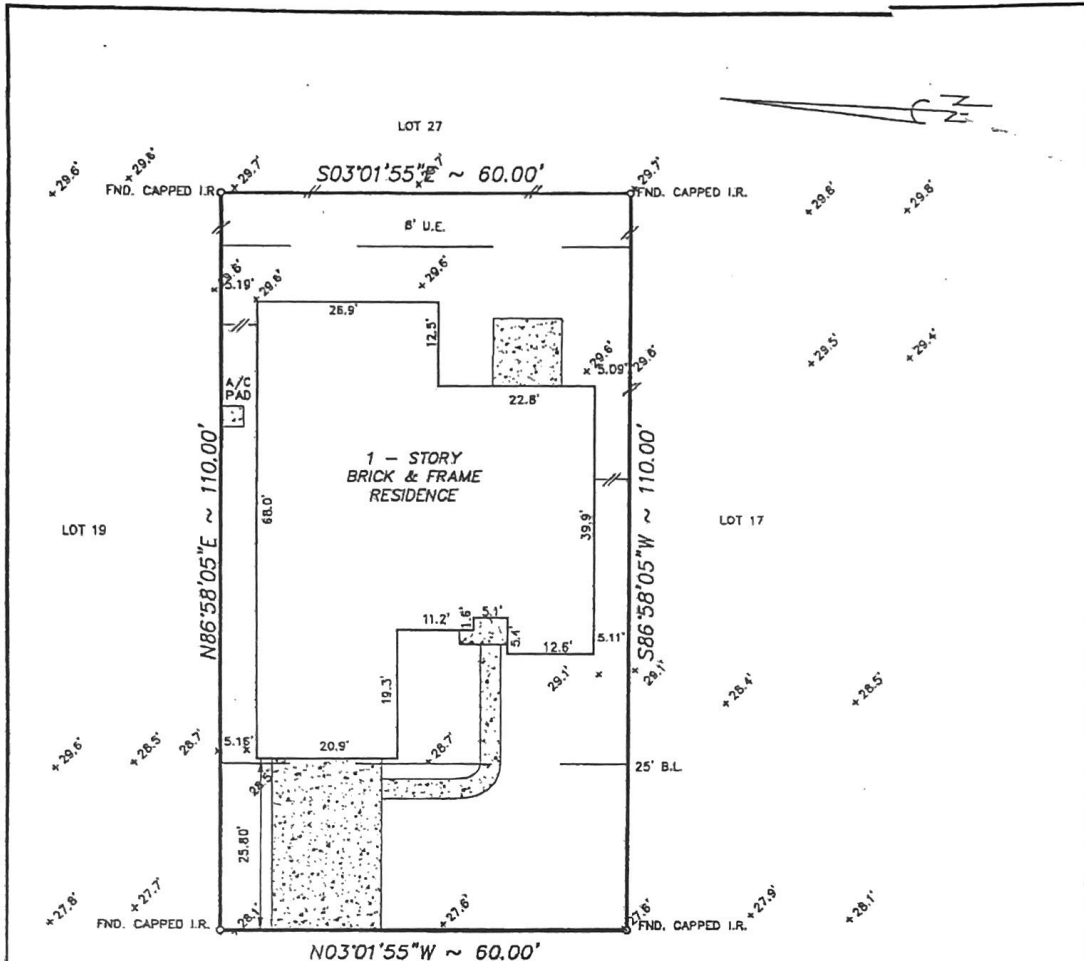 LOT 27
S03°01'55"E ~ 60.00'
29.6'
29.8'
29.7'
29.7'
29.8'
29.8'
FND. CAPPED I.R
FND. CAPPED I.R.
8' U.E.
29.6'
5.19'
29.6'
29.6'
26.9'
12.5'
29.6'
5.09'
29.6'
29.5'
29.4'
A/C
PAD
22.8'
1 - STORY
BRICK & FRAME
RESIDENCE
N86°58'05"E ~ 110.00'
68.0'
39.9'
S86°58'05"W ~ 110.00'
LOT 19
LOT 17
11.2'
1.6'
5.1'
5.4'
12.6'
5.11'
29.1'
29.1'
28.4'
28.5'
19.3'
29.6'
28.5'
28.7'
5.16'
20.9'
28.7'
25' B.L.
28.5'
25.80'
27.8'
27.7'
28.1'
27.6'
27.6'
27.9'
28.1'
FND. CAPPED I.R.
FND. CAPPED I.R.
N03°01'55"W ~ 60.00'